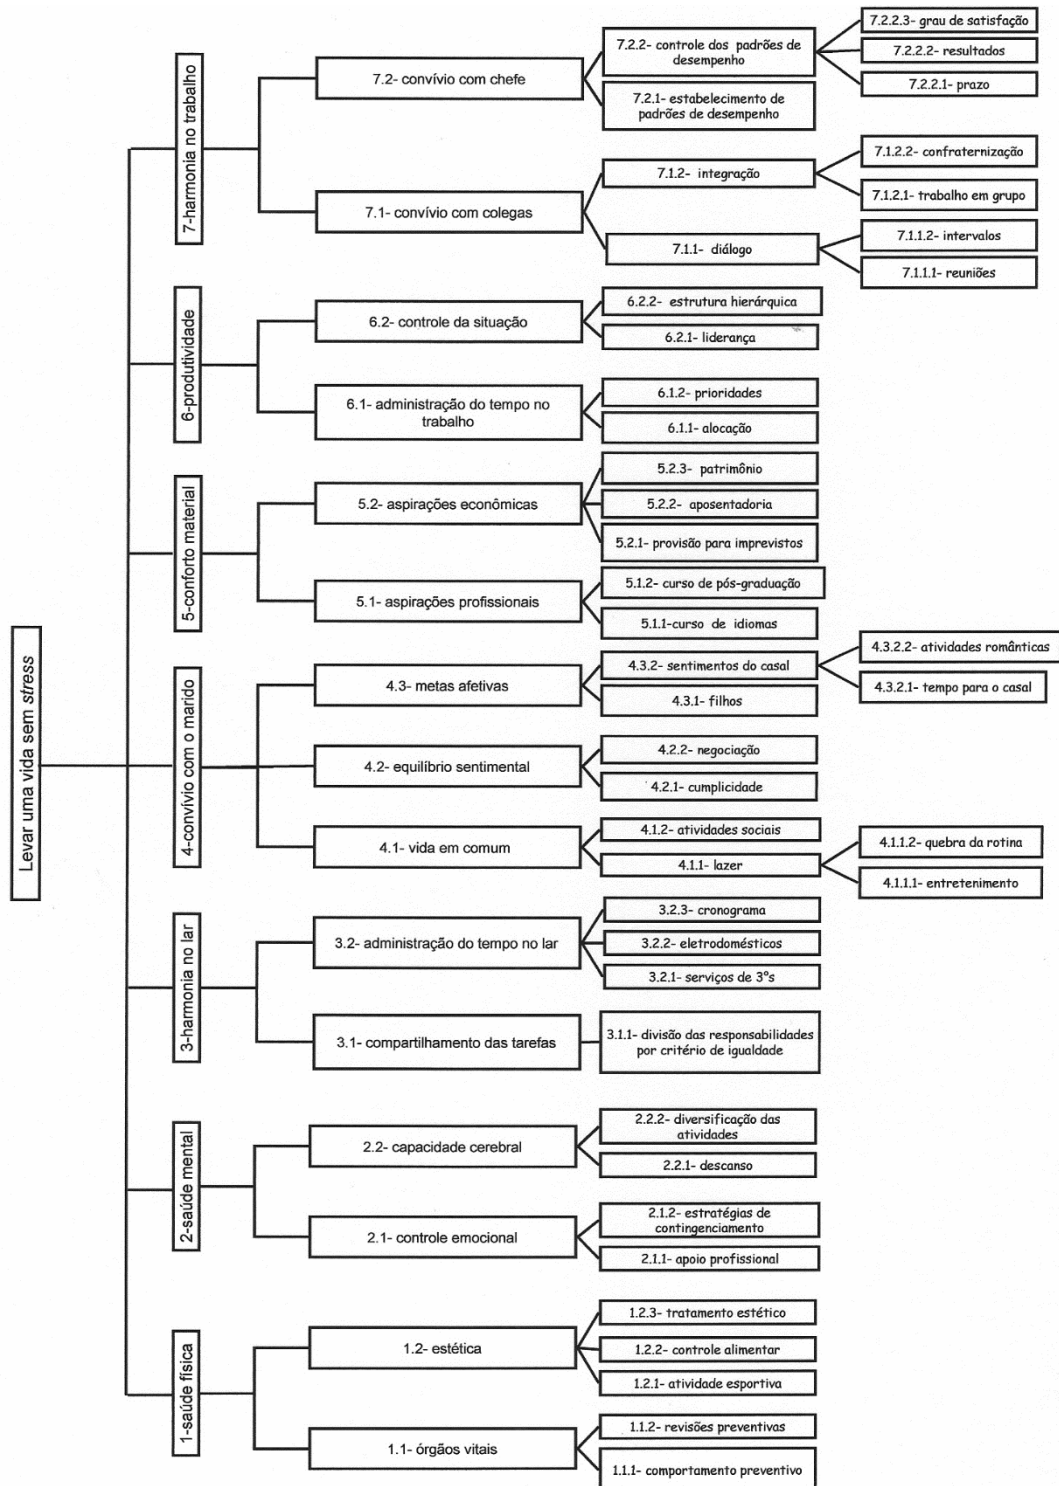 Levar uma vida sem stress
7-harmonia no trabalho
7.2- convívio com chefe
7.2.2- controle dos padrões de
desempenho
7.2.2.3- grau de satisfação
7.2.2.2- resultados
7.2.2.1- prazo
7.2.1- estabelecimento de
padrões de desempenho
7.1- convívio com colegas
7.1.2- integração
7.1.2.2- confraternização
7.1.2.1- trabalho em grupo
7.1.1- diálogo
7.1.1.2- intervalos
7.1.1.1- reuniões
6-produtividade
6.2- controle da situação
6.2.2- estrutura hierárquica
6.2.1- liderança
6.1- administração do tempo no
trabalho
6.1.2- prioridades
6.1.1- alocação
5-conforto material
5.2- aspirações econômicas
5.2.3- patrimônio
5.2.2- aposentadoria
5.2.1- provisão para imprevistos
5.1- aspirações profissionais
5.1.2- curso de pós-graduação
5.1.1-curso de idiomas
4-convívio com o marido
4.3- metas afetivas
4.3.2- sentimentos do casal
4.3.2.2- atividades românticas
4.3.2.1- tempo para o casal
4.3.1- filhos
4.2- equilíbrio sentimental
4.2.2- negociação
4.2.1- cumplicidade
4.1- vida em comum
4.1.2- atividades sociais
4.1.1- lazer
4.1.1.2- quebra da rotina
4.1.1.1- entretenimento
3-harmonia no lar
3.2- administração do tempo no lar
3.2.3- cronograma
3.2.2- eletrodomésticos
3.2.1- serviços de 3ºs
3.1- compartilhamento das tarefas
3.1.1- divisão das responsabilidades
por critério de igualdade
2-saúde mental
2.2- capacidade cerebral
2.2.2- diversificação das
atividades
2.2.1- descanso
2.1- controle emocional
2.1.2- estratégias de
contingenciamento
2.1.1- apoio profissional
1-saúde física
1.2- estética
1.2.3- tratamento estético
1.2.2- controle alimentar
1.2.1- atividade esportiva
1.1- órgãos vitais
1.1.2- revisões preventivas
1.1.1- comportamento preventivo